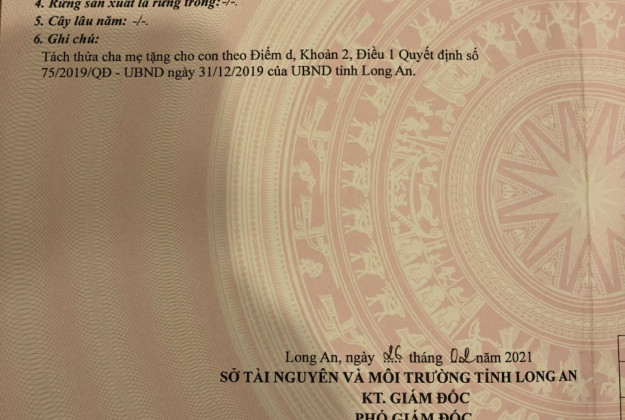 4. Rừng sản xuất là rừng trồng:-/-.
5. Cây lâu năm: -/-.
6. Ghi chú:
Tách thửa cha mẹ tặng cho con theo Điểm d, Khoản 2, Điều 1 Quyết định số
75/2019/QĐ - UBND ngày 31/12/2019 của UBND tỉnh Long An.
Long An, ngày 26 tháng 02 năm 2021
SỞ TÀI NGUYÊN VÀ MÔI TRƯỜNG TỈNH LONG AN
KT. GIÁM ĐỐC
PHÓ GIÁM ĐỐC